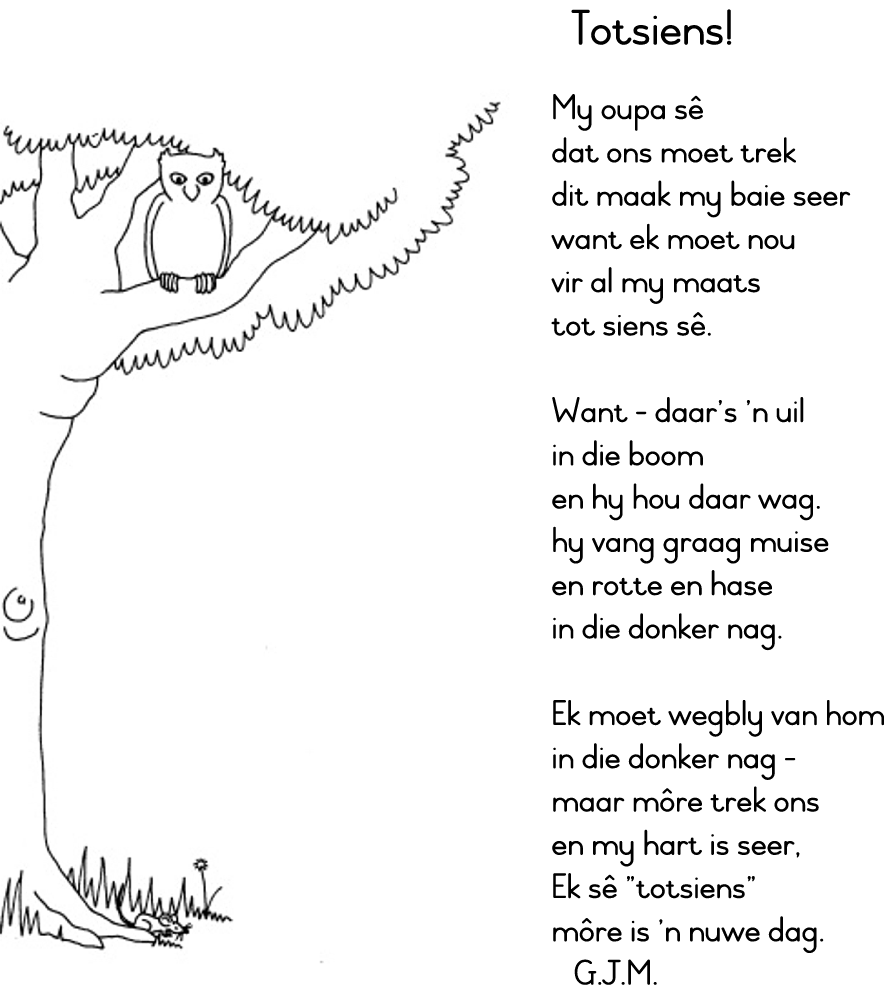 Totsiens!
My oupa sê
dat ons moet trek
dit maak my baie seer
want ek moet nou
vir al my maats
tot siens sê.
Want - daar's 'n uil
in die boom
en hy hou daar wag.
hy vang graag muise
en rotte en hase
in die donker nag.
Ek moet wegbly van hom
in die donker nag -
maar môre trek ons
en my hart is seer,
Ek sê "totsiens"
môre is 'n nuwe dag.
G.J.M.